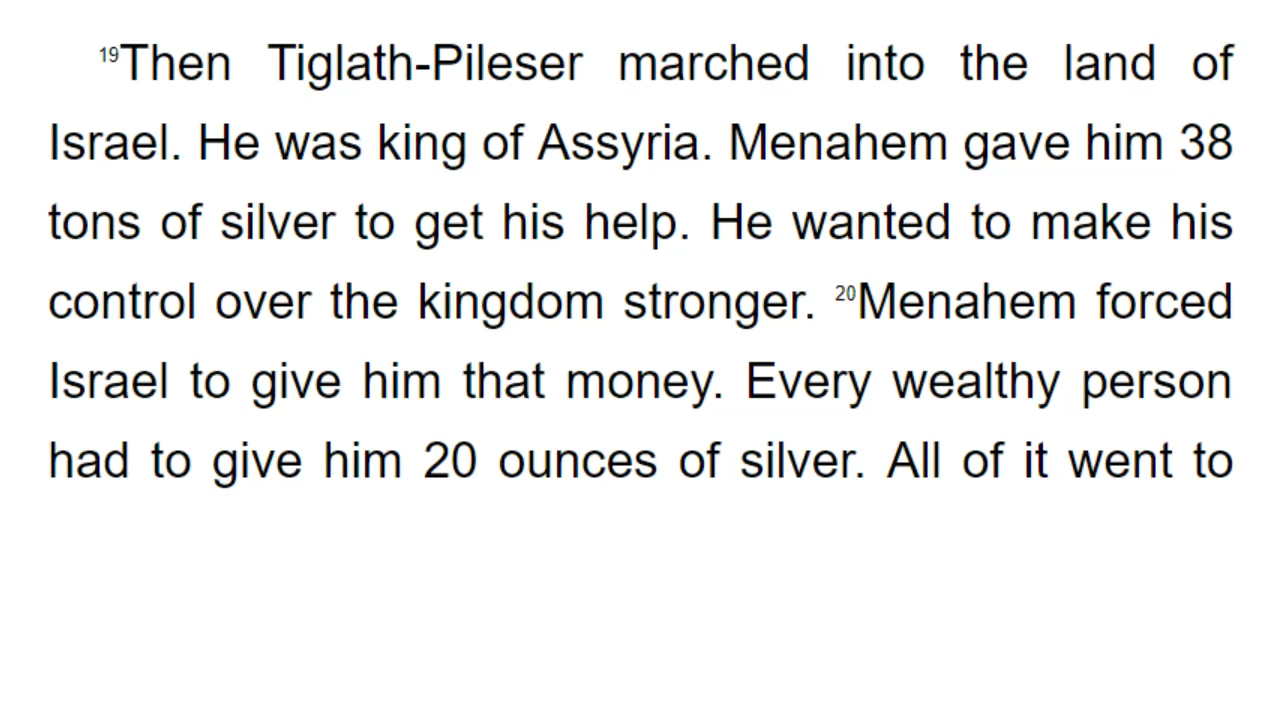 19Then Tiglath-Pileser marched into the land of
Israel. He was king of Assyria. Menahem gave him 38
tons of silver to get his help. He wanted to make his
control over the kingdom stronger. 20Menahem forced
Israel to give him that money. Every wealthy person
had to give him 20 ounces of silver. All of it went to